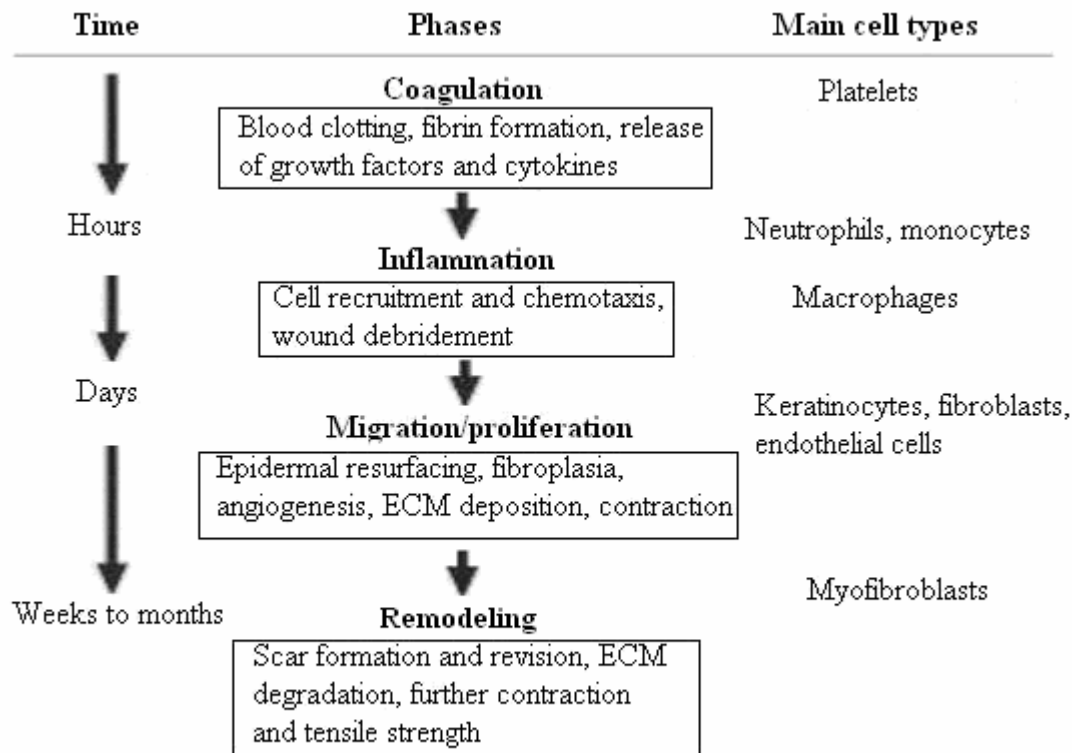 Time Phases Main cell types
Coagulation
Platelets
Blood clotting, fibrin formation, release
of growth factors and cytokines
Hours
Neutrophils, monocytes
Inflammation
Cell recruitment and chemotaxis,
wound debridement
Macrophages
Days
Keratinocytes, fibroblasts,
endothelial cells
Migration/proliferation
Epidermal resurfacing, fibroplasia,
angiogenesis, ECM deposition, contraction
Myofibroblasts
Weeks to months
Remodeling
Scar formation and revision, ECM
degradation, further contraction
and tensile strength